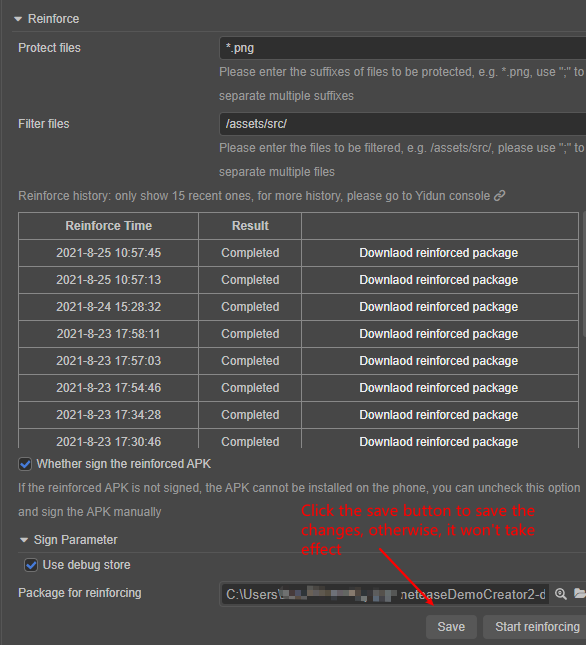 Reinforce
Protect files
*.png
Please enter the suffixes of files to be protected, e.g. *.png, use ";" to
separate multiple suffixes
Filter files
/assets/src/
Please enter the files to be filtered, e.g. /assets/src/, please use ";" to
separate multiple files
Reinforce history: only show 15 recent ones, for more history, please go to Yidun console
Reinforce Time Result
2021-8-25 10:57:45 Completed Downlaod reinforced package
2021-8-25 10:57:13 Completed Downlaod reinforced package
2021-8-24 15:28:32 Completed Downlaod reinforced package
2021-8-23 17:58:11 Completed Downlaod reinforced package
2021-8-23 17:57:03 Completed Downlaod reinforced package
2021-8-23 17:54:46 Completed Downlaod reinforced package
2021-8-23 17:34:28 Completed Downlaod reinforced package
2021-8-23 17:30:46 Completed Downlaod reinforced package
Whether sign the reinforced APK
If the reinforced APK is not signed, the APK cannot be installed on the phone, you can uncheck this option
and sign the APK manually
Click the save button to save the
changes, otherwise, it won't take
effect
Sign Parameter
Use debug store
Package for reinforcing
C:\Users\ neteaseDemoCreator2-d
Save
Start reinforcing